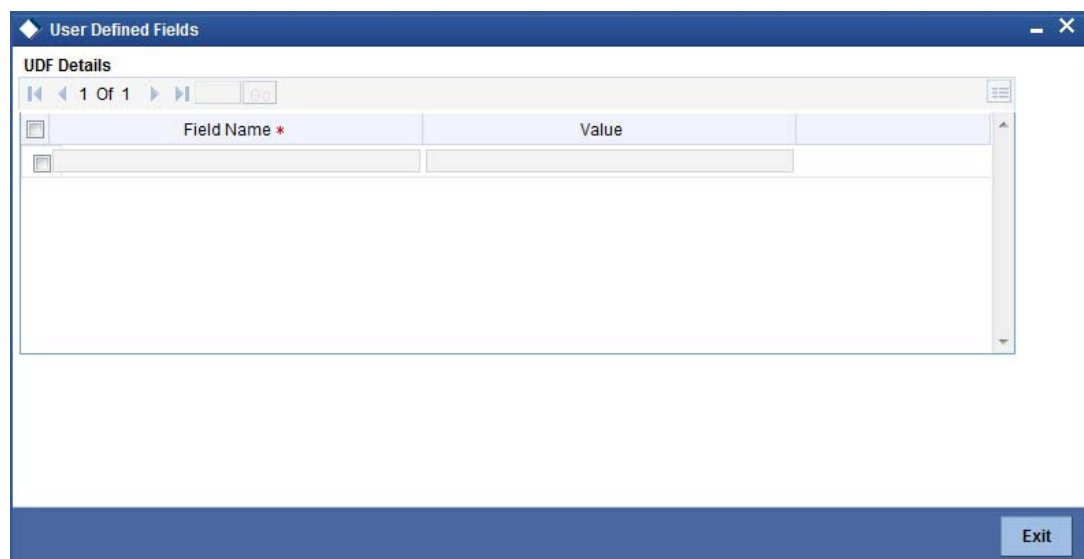 User Defined Fields
UDF Details
1 Of 1 Go
Field Name * Value
Exit